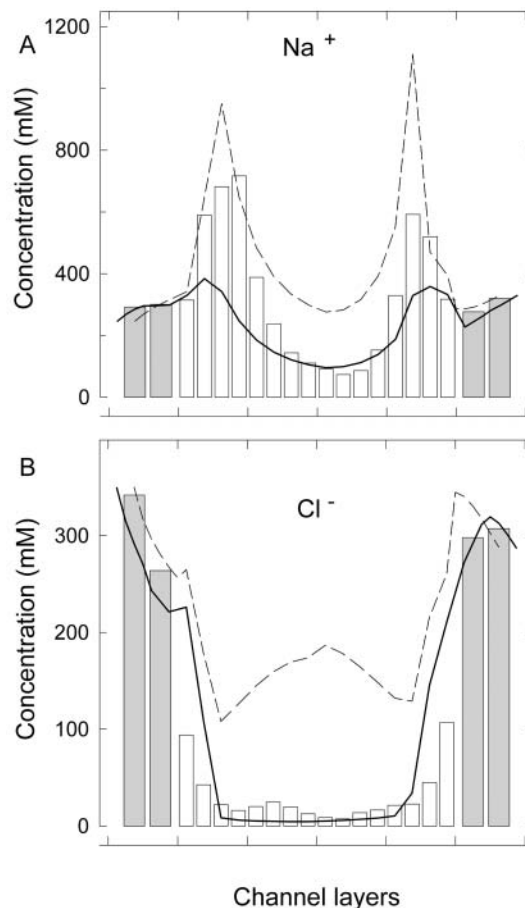 A
Na +
Concentration (mM)
1200
800
400
0
B
Cl -
Concentration (mM)
300
200
100
0
Channel layers